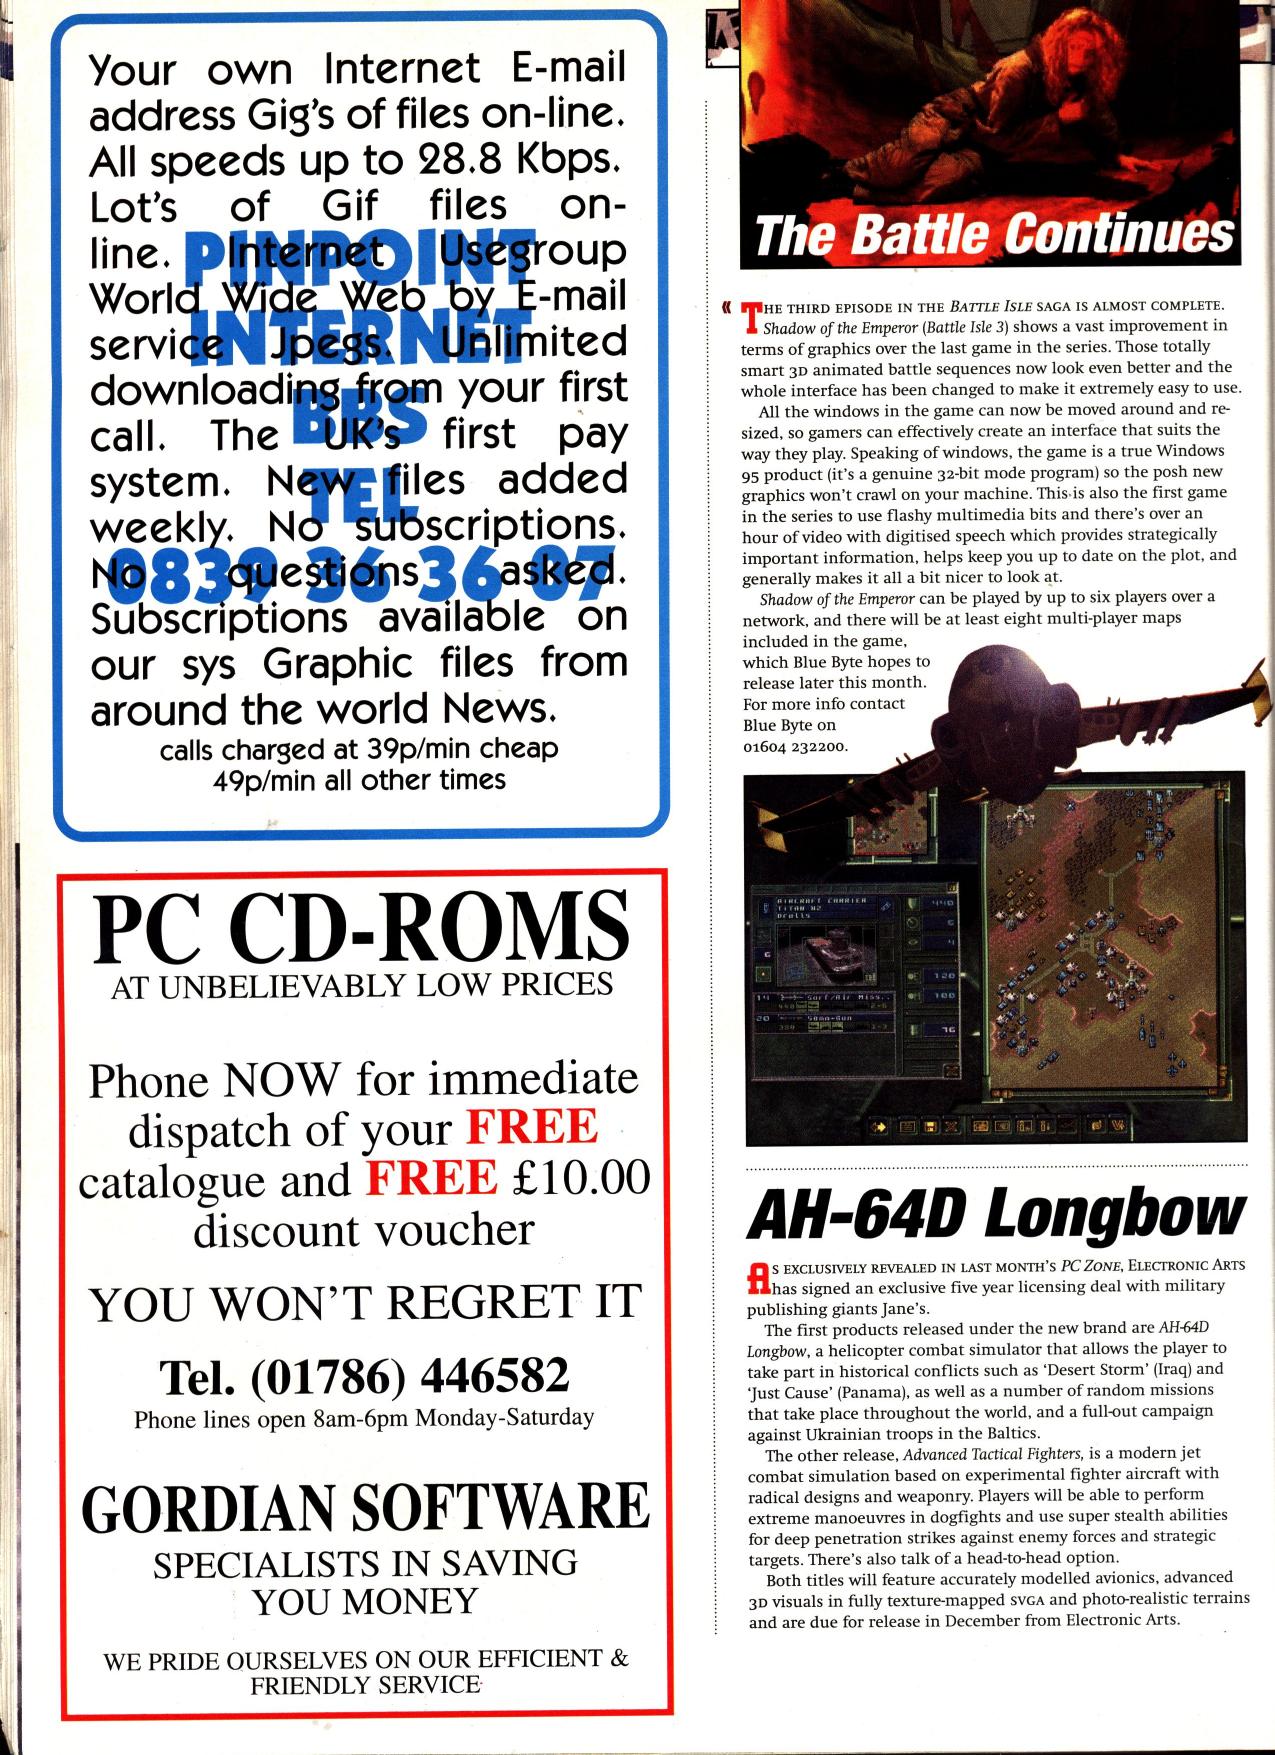 Your own Internet E-mail
address Gig's of files on-line.
All speeds up to 28.8 Kbps.
Lot's of Gif files on-
line. Internet Usegroup
World Wide Web by E-mail
service Jpegs. Unlimited
downloading from your first
call. The UK's first pay
system. New files added
weekly. No subscriptions.
No questions asked.
Subscriptions available on
our sys Graphic files from
around the world News.
PINPOINT
INTERNET
BBS
TEL
0839 36 36 07
calls charged at 39p/min cheap
49p/min all other times
PC CD-ROMS
AT UNBELIEVABLY LOW PRICES
Phone NOW for immediate
dispatch of your FREE
catalogue and FREE £10.00
discount voucher
YOU WON'T REGRET IT
Tel. (01786) 446582
Phone lines open 8am-6pm Monday-Saturday
GORDIAN SOFTWARE
SPECIALISTS IN SAVING
YOU MONEY
WE PRIDE OURSELVES ON OUR EFFICIENT &
FRIENDLY SERVICE
The Battle Continues
« THE THIRD EPISODE IN THE BATTLE ISLE SAGA IS ALMOST COMPLETE.
Shadow of the Emperor (Battle Isle 3) shows a vast improvement in
terms of graphics over the last game in the series. Those totally
smart 3D animated battle sequences now look even better and the
whole interface has been changed to make it extremely easy to use.
All the windows in the game can now be moved around and re-
sized, so gamers can effectively create an interface that suits the
way they play. Speaking of windows, the game is a true Windows
95 product (it's a genuine 32-bit mode program) so the posh new
graphics won't crawl on your machine. This is also the first game
in the series to use flashy multimedia bits and there's over an
hour of video with digitised speech which provides strategically
important information, helps keep you up to date on the plot, and
generally makes it all a bit nicer to look at.
Shadow of the Emperor can be played by up to six players over a
network, and there will be at least eight multi-player maps
included in the game,
which Blue Byte hopes to
release later this month.
For more info contact
Blue Byte on
01604 232200.
AIRCRAFT CARRIER
TITAN N2
Drulls
440
6
4
120
100
76
6
14 Surf/Air Miss..
20 50mm-Gun
AH-64D Longbow
AS EXCLUSIVELY REVEALED IN LAST MONTH'S PC ZONE, ELECTRONIC ARTS
has signed an exclusive five year licensing deal with military
publishing giants Jane's.
The first products released under the new brand are AH-64D
Longbow, a helicopter combat simulator that allows the player to
take part in historical conflicts such as 'Desert Storm' (Iraq) and
'Just Cause' (Panama), as well as a number of random missions
that take place throughout the world, and a full-out campaign
against Ukrainian troops in the Baltics.
The other release, Advanced Tactical Fighters, is a modern jet
combat simulation based on experimental fighter aircraft with
radical designs and weaponry. Players will be able to perform
extreme manoeuvres in dogfights and use super stealth abilities
for deep penetration strikes against enemy forces and strategic
targets. There's also talk of a head-to-head option.
Both titles will feature accurately modelled avionics, advanced
3D visuals in fully texture-mapped SVGA and photo-realistic terrains
and are due for release in December from Electronic Arts.